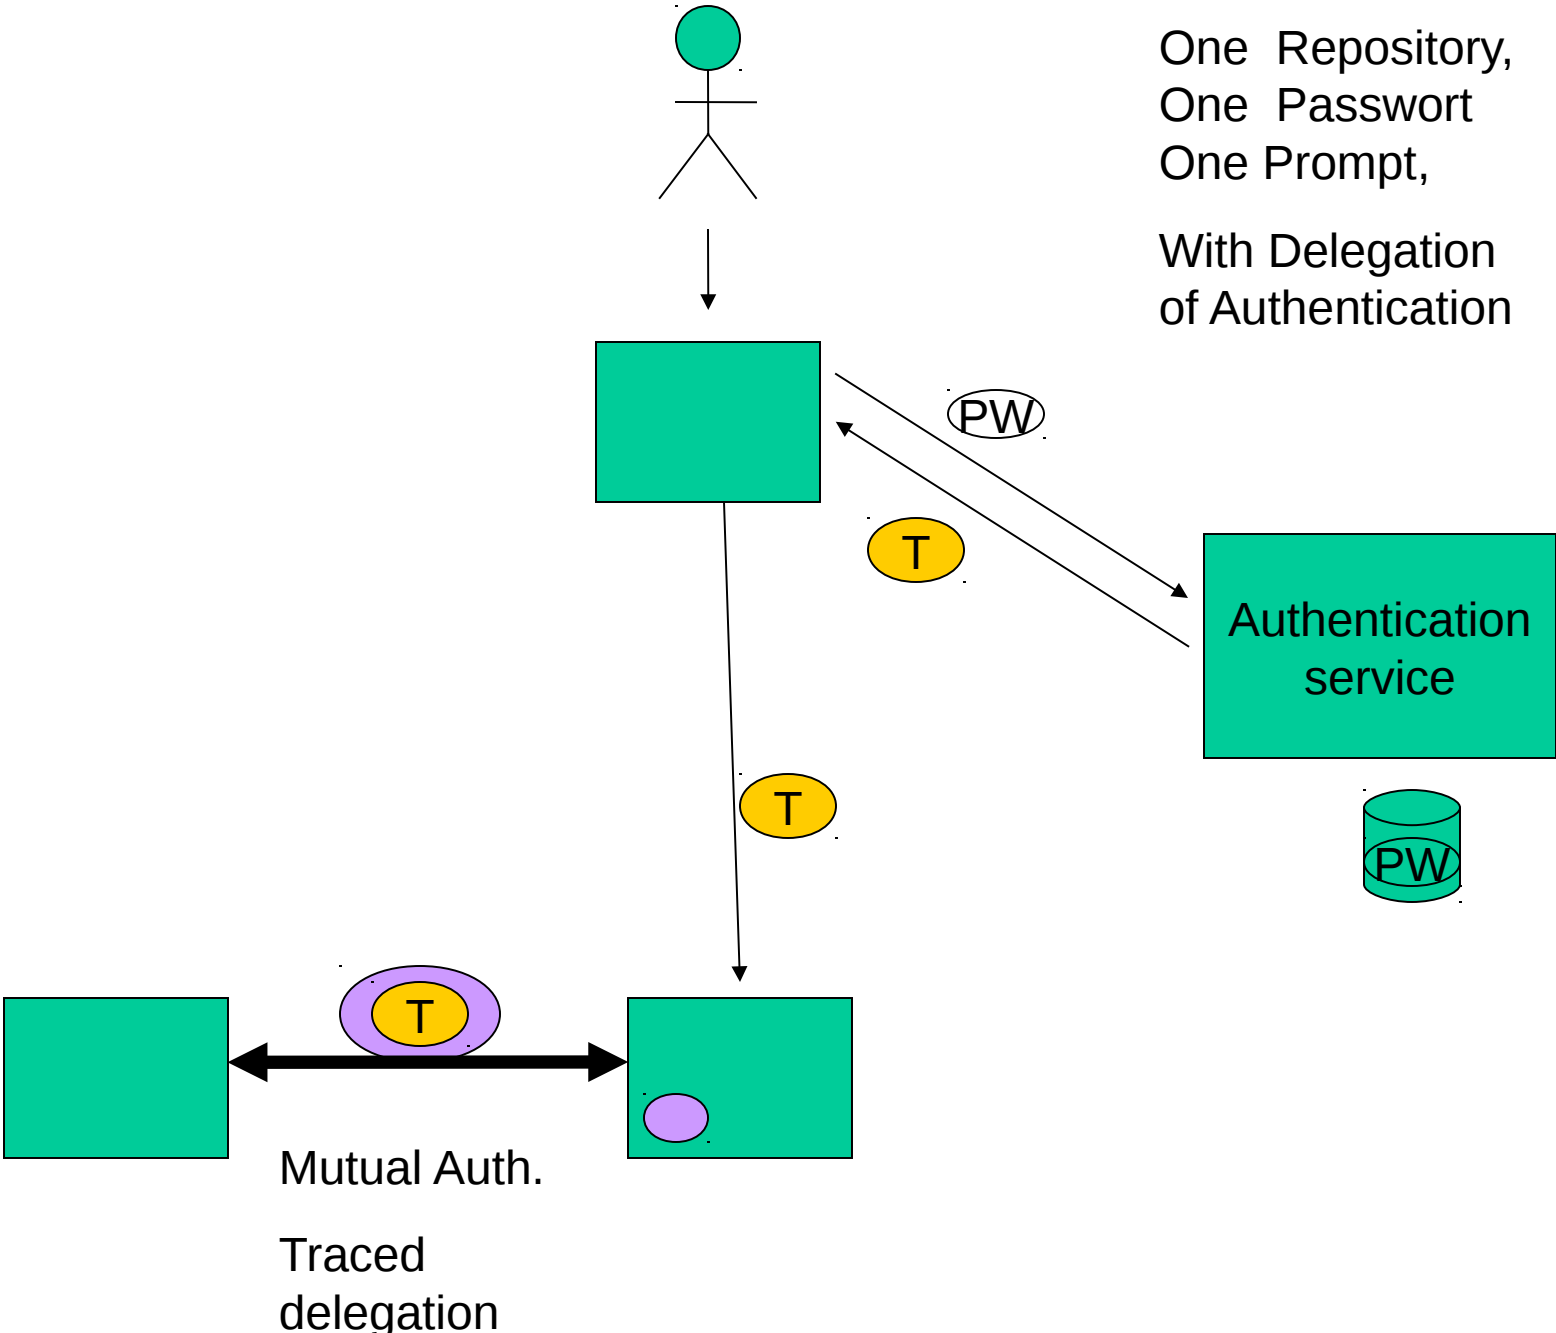 One  Repository,
One  Passwort
One Prompt,
With Delegation
of Authentication
PW
T
Authentication
service
T
PW
T
Mutual Auth.
Traced
delegation